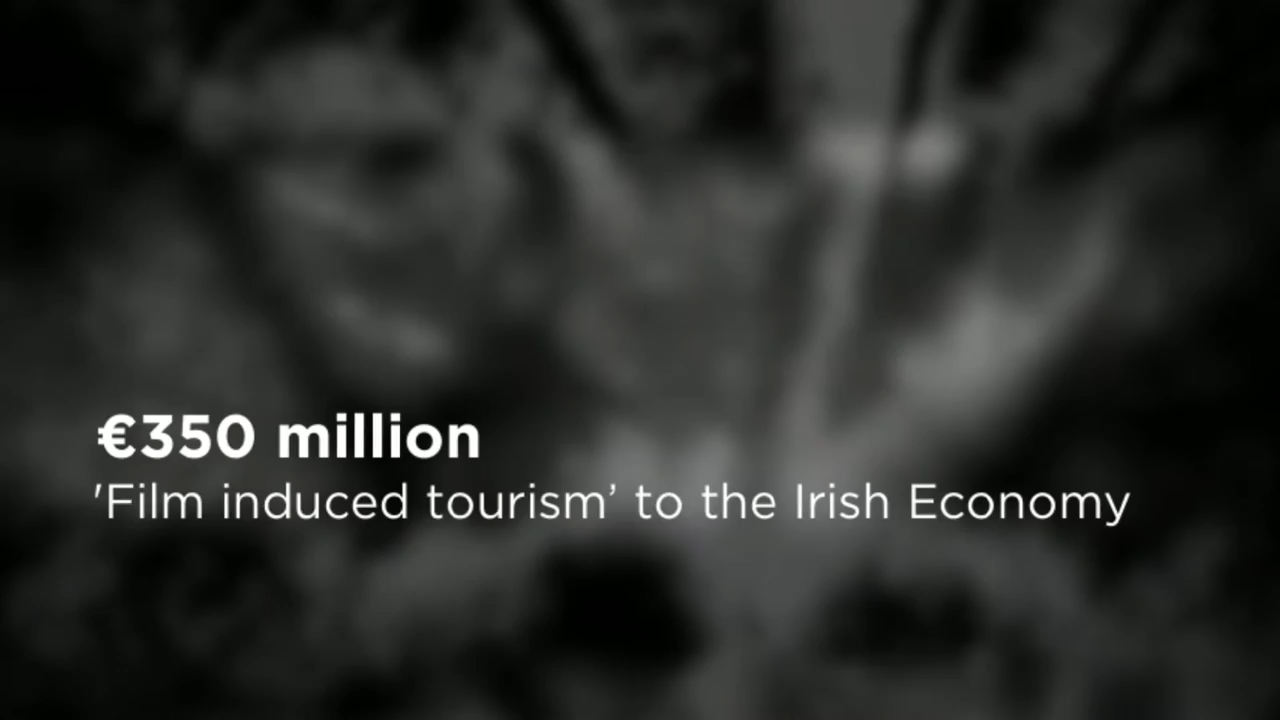 €350 million
'Film induced tourism’ to the Irish Economy